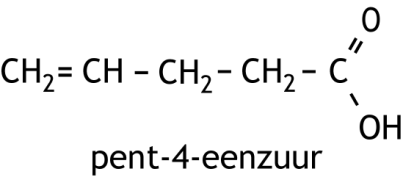 O
CH₂= CH – CH₂– CH₂– C
OH
pent-4-eenzuur